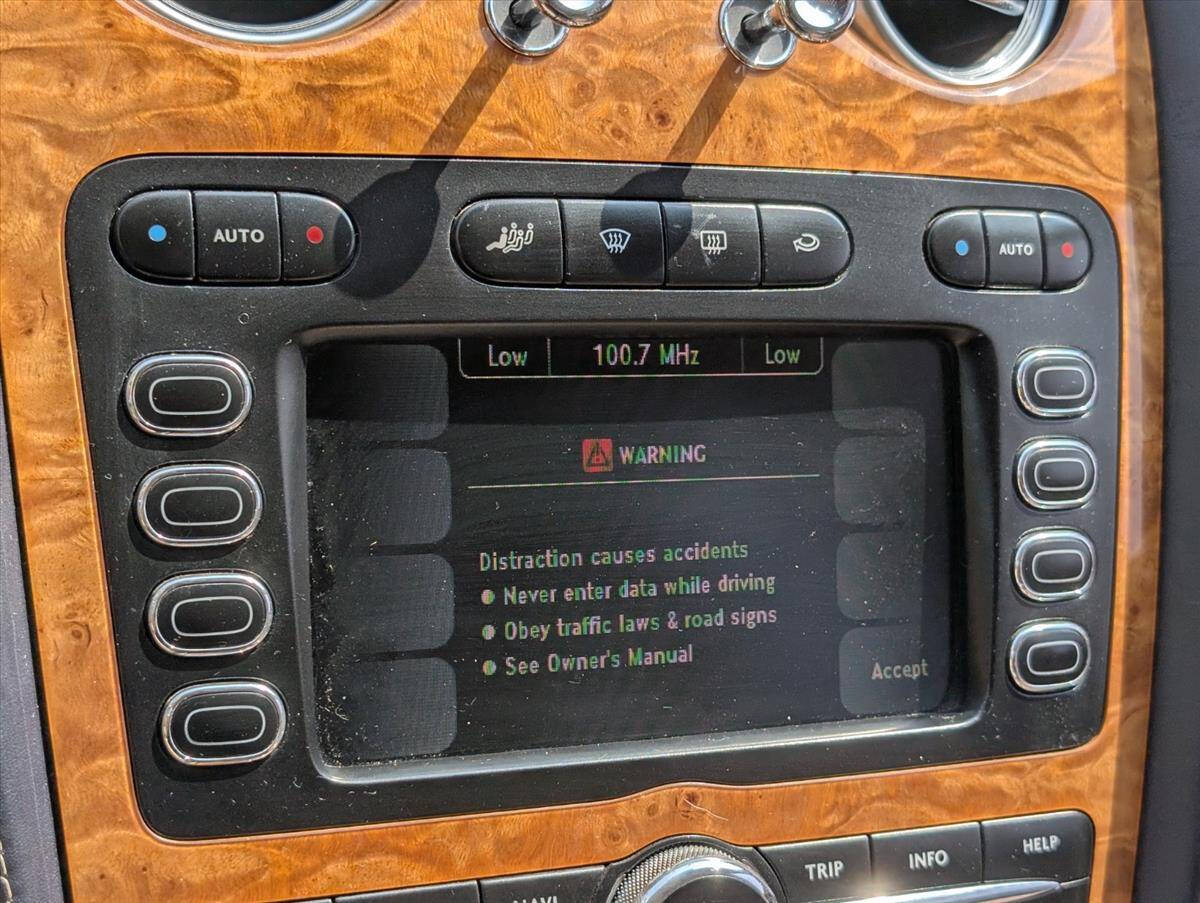 AUTO
AUTO
Low 100.7 MHz Low
WARNING
Distraction causes accidents
Never enter data while driving
Obey traffic laws & road signs
See Owner's Manual
Accept
TRIP INFO HELP
NAVI